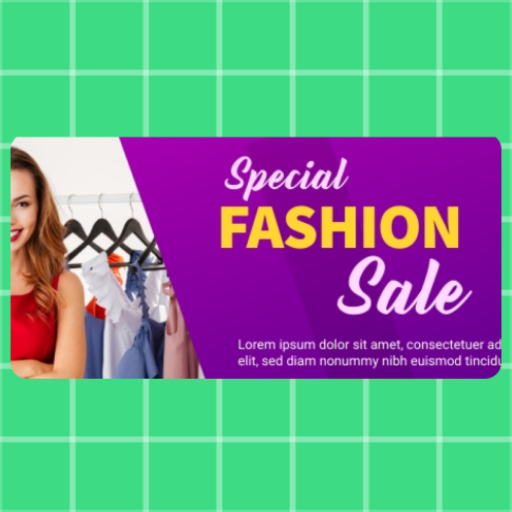 Special
FASHION
Sale
Lorem ipsum dolor sit amet, consectetuer ad
elit, sed diam nonummy nibh euismod tincidu